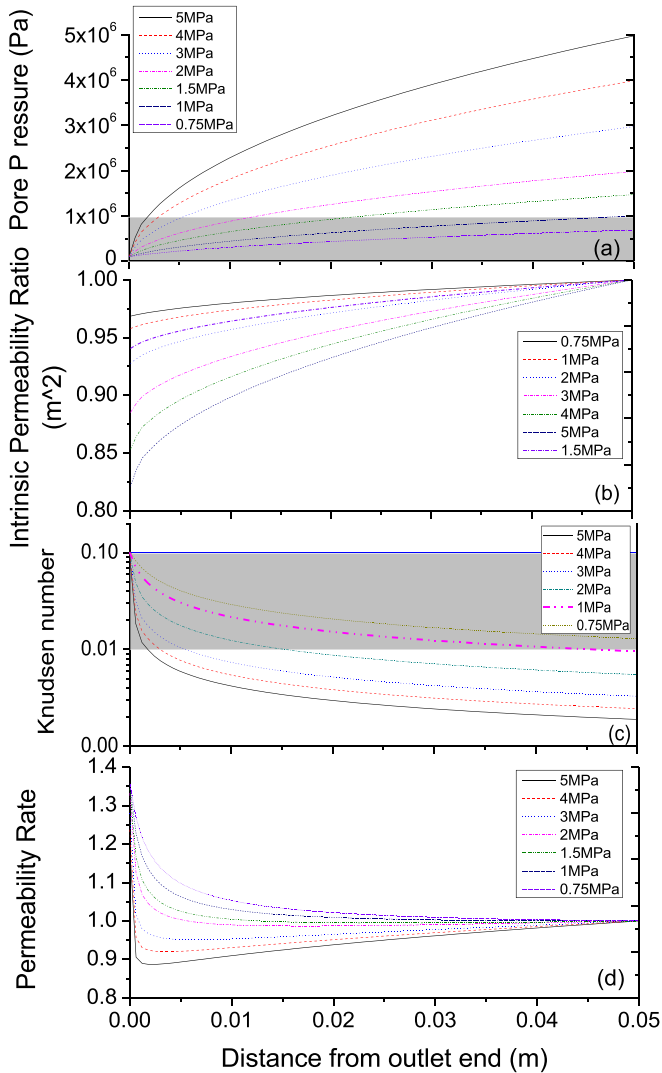 Pore P ressure (Pa)
5x10^6
4x10^6
3x10^6
2x10^6
1x10^6
0
5MPa
4MPa
3MPa
2MPa
1.5MPa
1MPa
0.75MPa
(a)
Intrinsic Permeability Ratio
(m^2)
1.00
0.95
0.90
0.85
0.80
0.75MPa
1MPa
2MPa
3MPa
4MPa
5MPa
1.5MPa
(b)
Knudsen number
0.10
0.01
0.00
5MPa
4MPa
3MPa
2MPa
1MPa
0.75MPa
(c)
Permeability Rate
1.4
1.3
1.2
1.1
1.0
0.9
0.8
5MPa
4MPa
3MPa
2MPa
1.5MPa
1MPa
0.75MPa
(d)
0.00 0.01 0.02 0.03 0.04 0.05
Distance from outlet end (m)